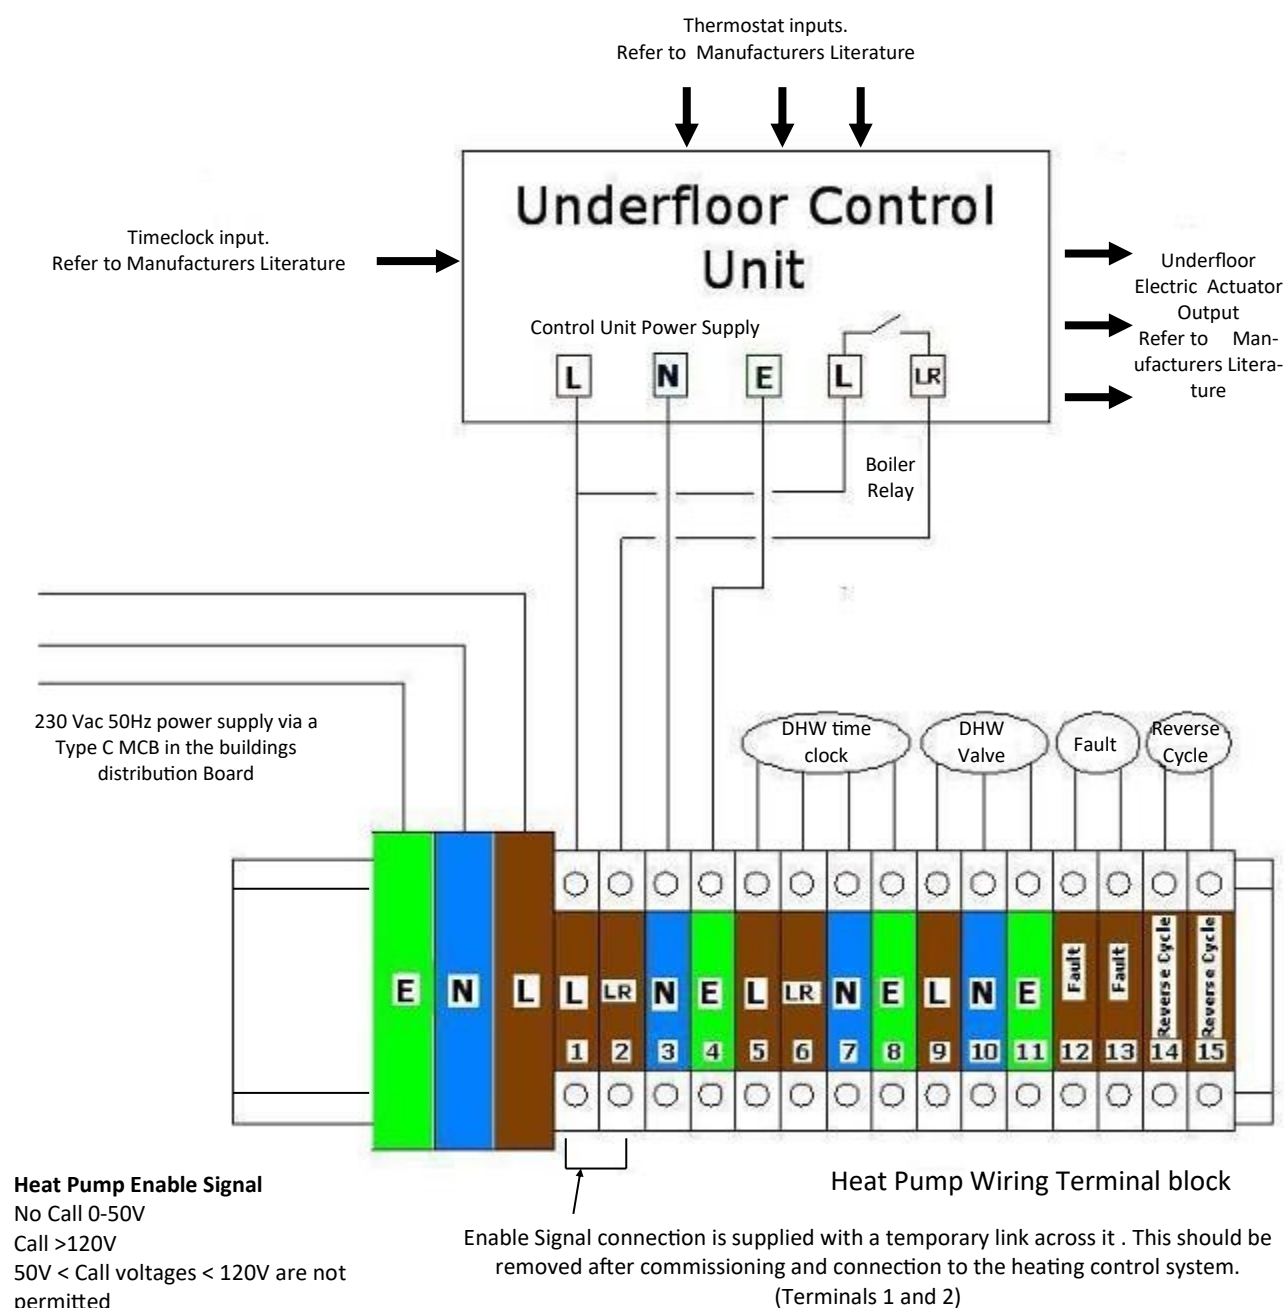 Thermostat inputs.
Refer to Manufacturers Literature
Underfloor Control
Unit
Timeclock input.
Refer to Manufacturers Literature
Control Unit Power Supply
L N E L LR
Underfloor
Electric Actuator
Output
Refer to Man-
ufacturers Litera-
ture
Boiler
Relay
230 Vac 50Hz power supply via a
Type C MCB in the buildings
distribution Board
DHW time
clock
DHW
Valve
Fault
Reverse
Cycle
E N L L LR N E L LR N E L N E Fault Fault Reverse Cycle Reverse Cycle
1 2 3 4 5 6 7 8 9 10 11 12 13 14 15
Heat Pump Wiring Terminal block
Heat Pump Enable Signal
No Call 0-50V
Call >120V
50V < Call voltages < 120V are not
permitted
Enable Signal connection is supplied with a temporary link across it . This should be
removed after commissioning and connection to the heating control system.
(Terminals 1 and 2)